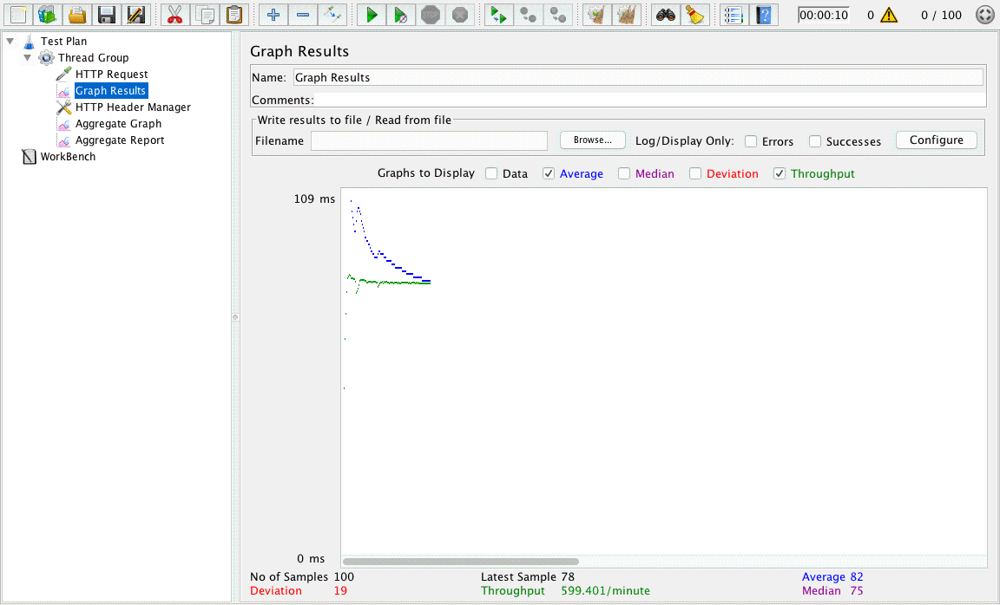 00:00:10 0 0 / 100
Test Plan
Thread Group
HTTP Request
Graph Results
HTTP Header Manager
Aggregate Graph
Aggregate Report
WorkBench
Graph Results
Name: Graph Results
Comments:
Write results to file / Read from file
Filename Browse... Log/Display Only: Errors Successes Configure
Graphs to Display Data Average Median Deviation Throughput
109 ms
0 ms
No of Samples 100 Latest Sample 78 Average 82
Deviation 19 Throughput 599.401/minute Median 75